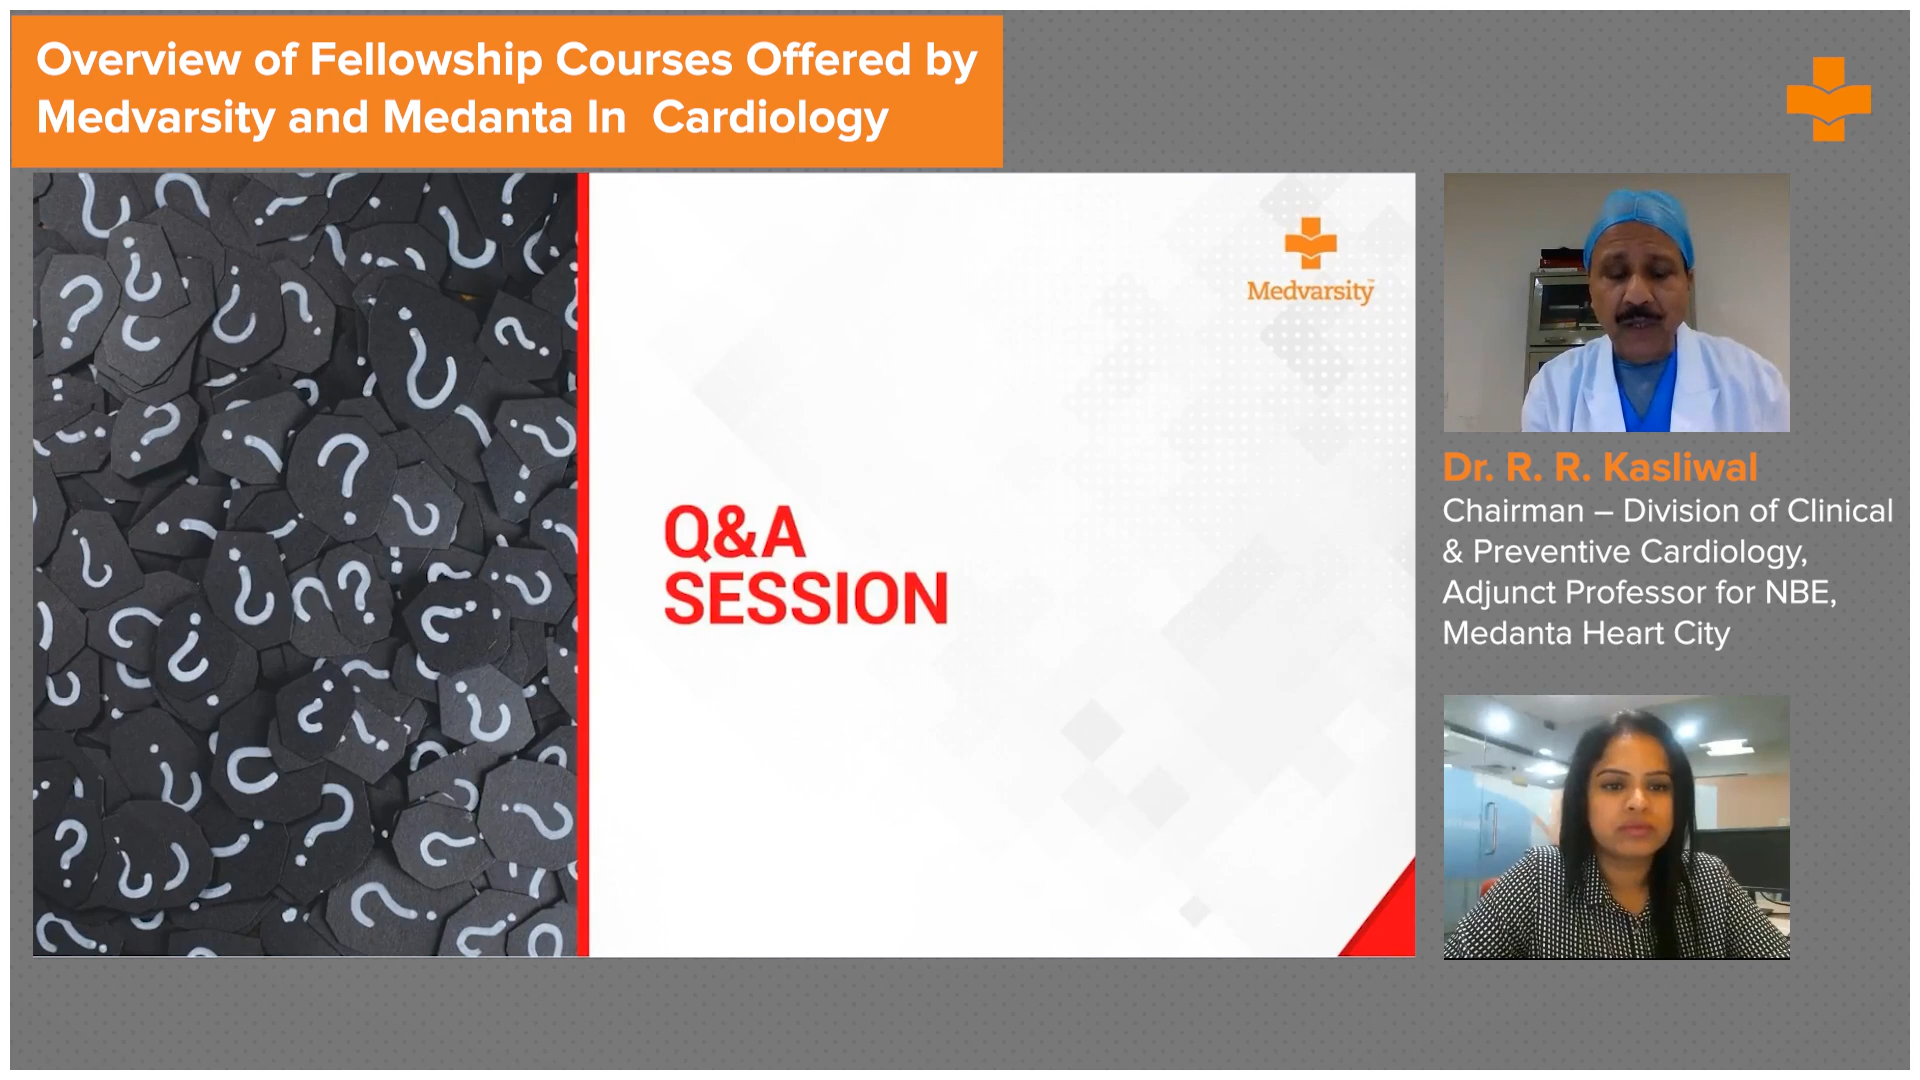 Overview of Fellowship Courses Offered by
Medvarsity and Medanta In Cardiology
Medvarsity
Q&A
SESSION
Dr. R. R. Kasliwal
Chairman – Division of Clinical
& Preventive Cardiology,
Adjunct Professor for NBE,
Medanta Heart City